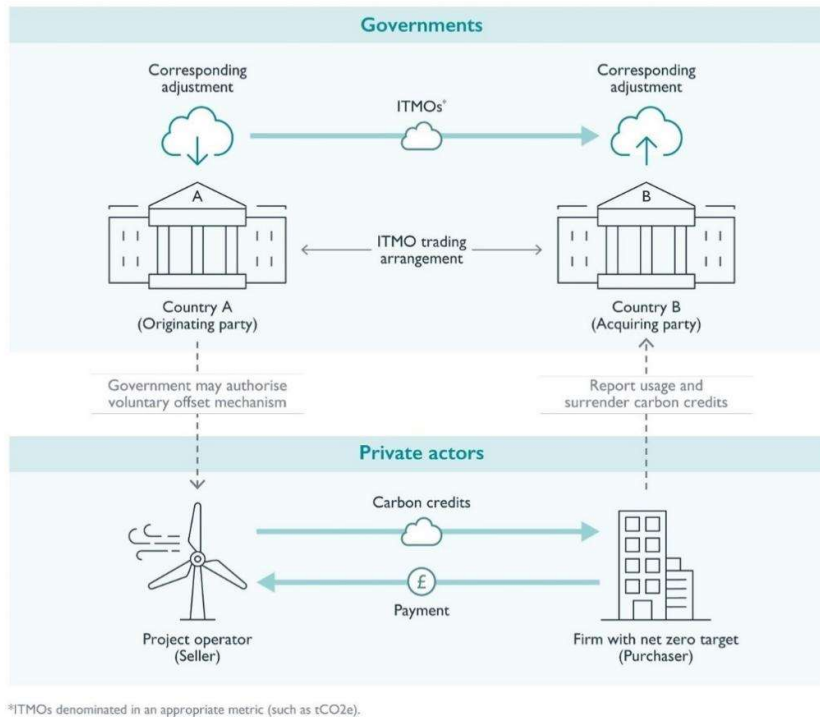 Governments
Corresponding
adjustment
ITMOs*
Corresponding
adjustment
A
B
ITMO trading
arrangement
Country A
(Originating party)
Country B
(Acquiring party)
Government may authorise
voluntary offset mechanism
Report usage and
surrender carbon credits
Private actors
Carbon credits
£
Payment
Project operator
(Seller)
Firm with net zero target
(Purchaser)
*ITMOs denominated in an appropriate metric (such as tCO2e).